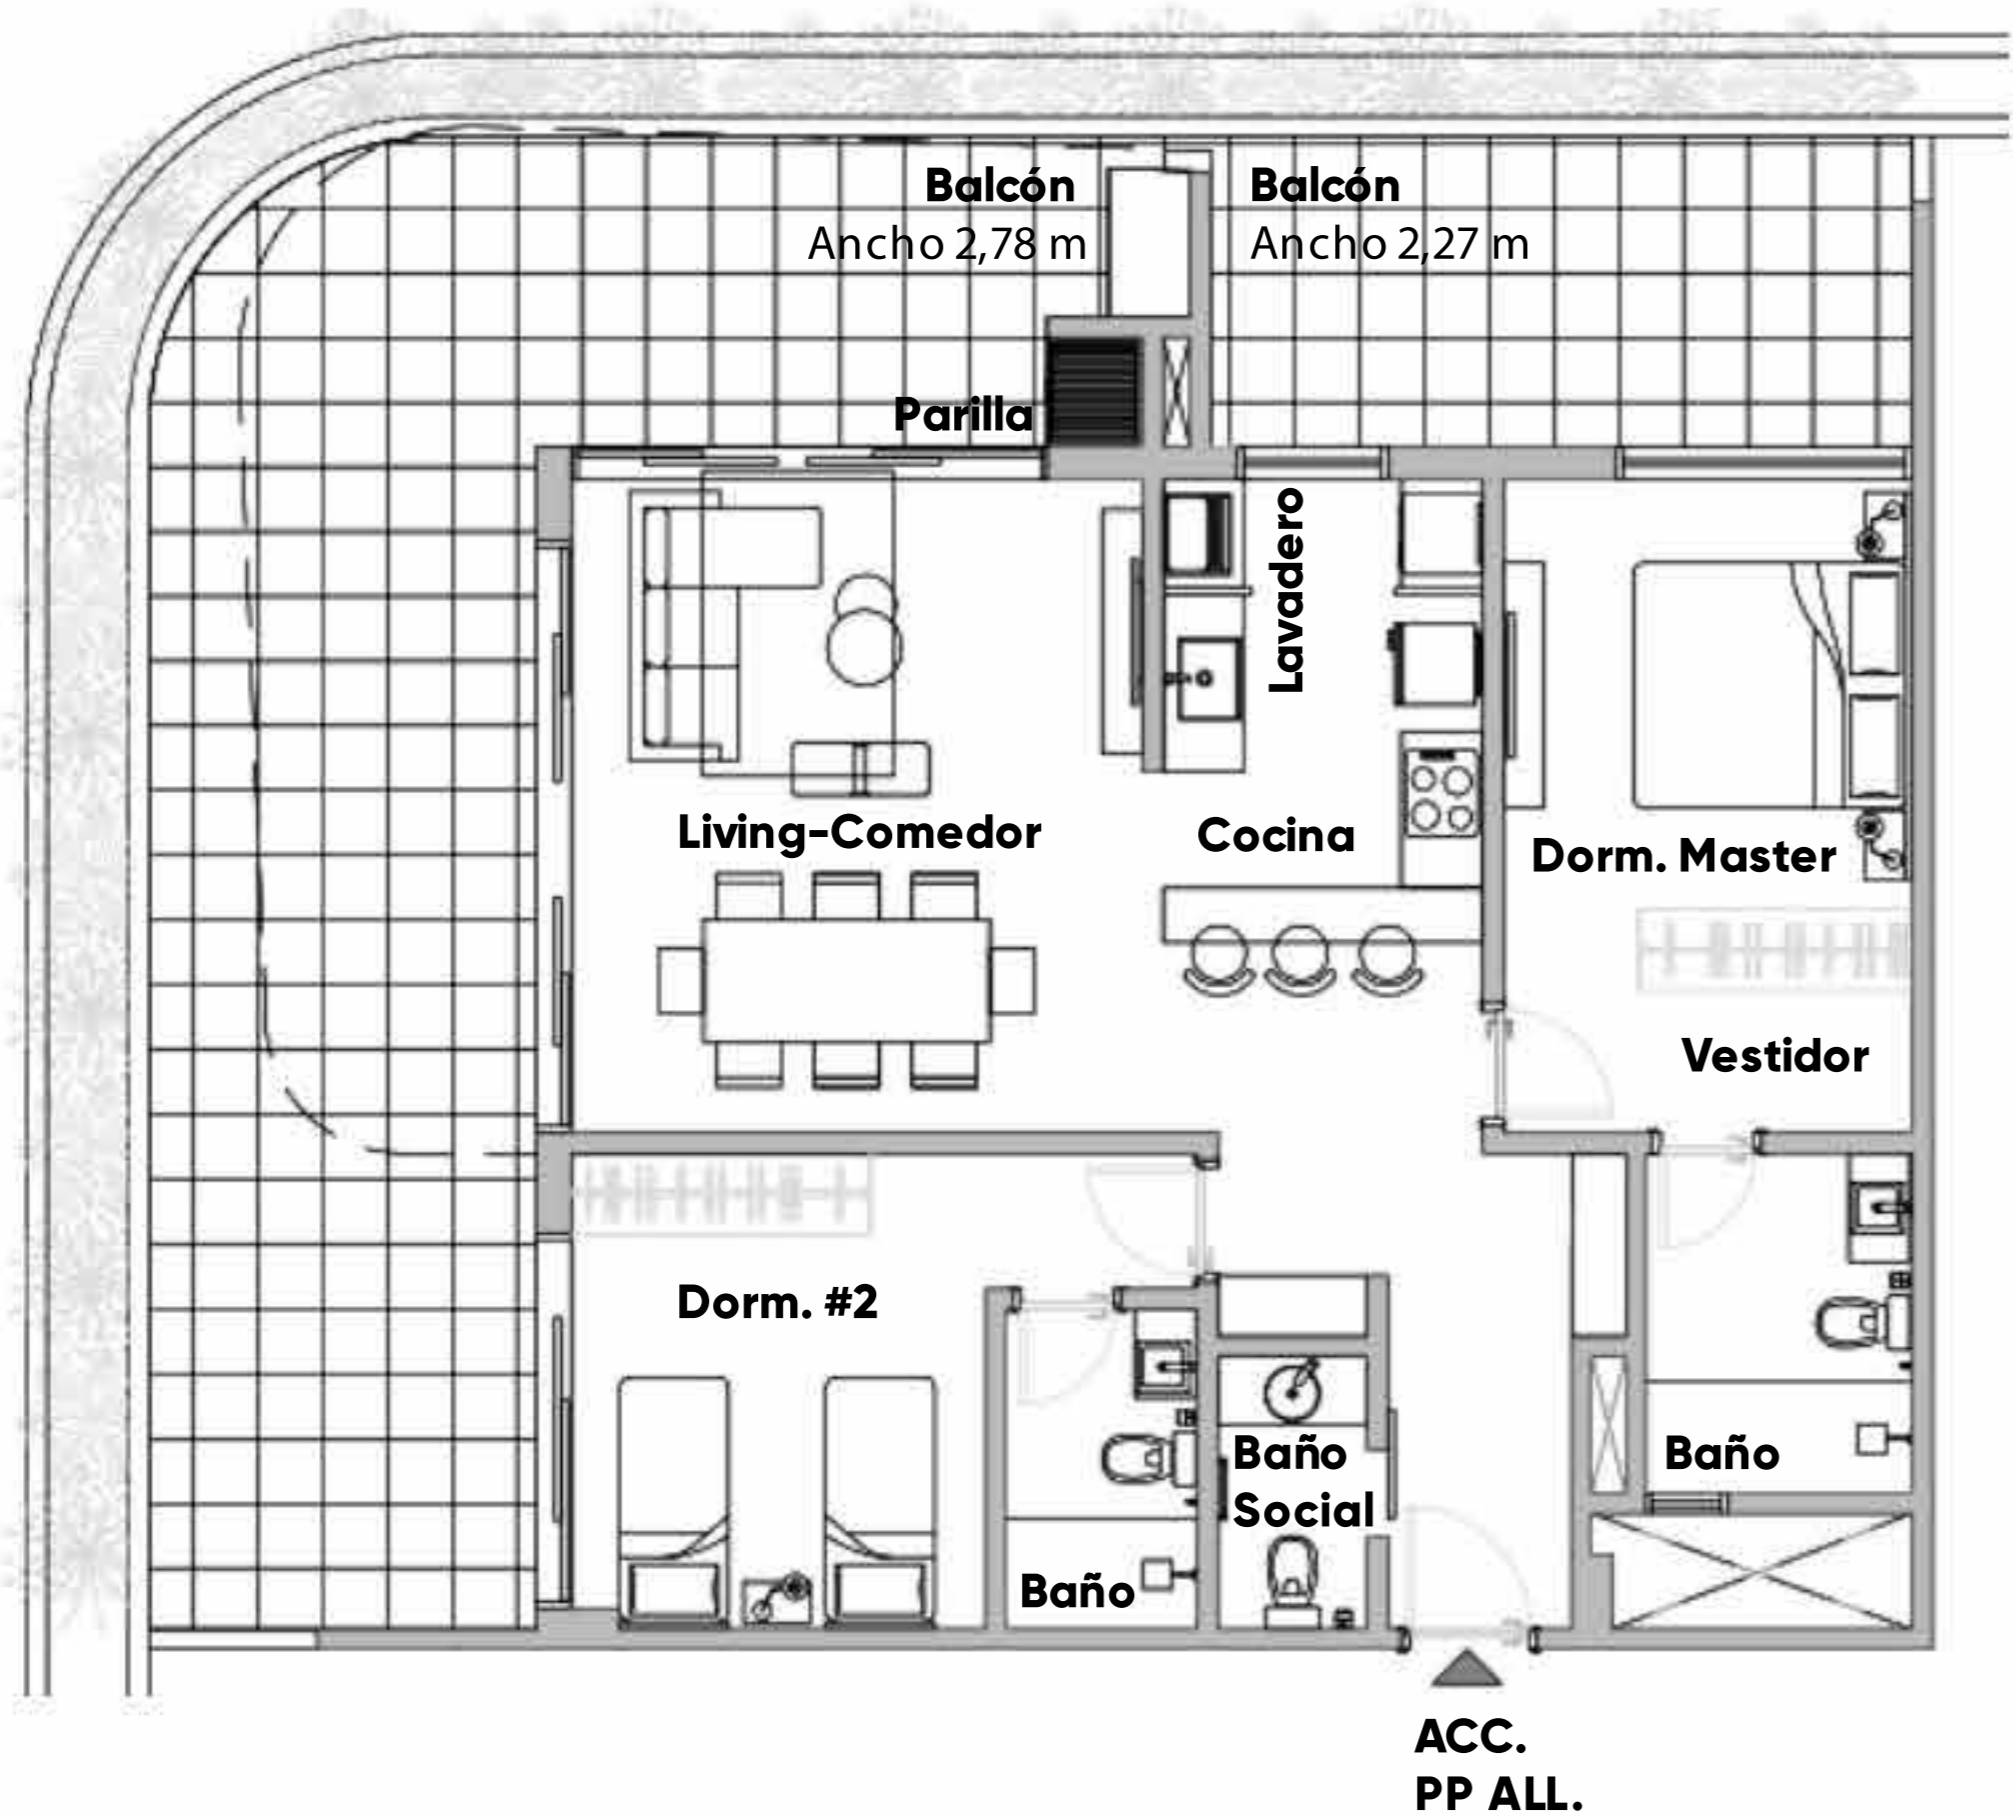 Balcón
Ancho 2,78 m
Balcón
Ancho 2,27 m
Parilla
Lavadero
Living-Comedor
Cocina
Dorm. Master
Vestidor
Dorm. #2
Baño
Social
Baño
Baño
ACC.
PP ALL.